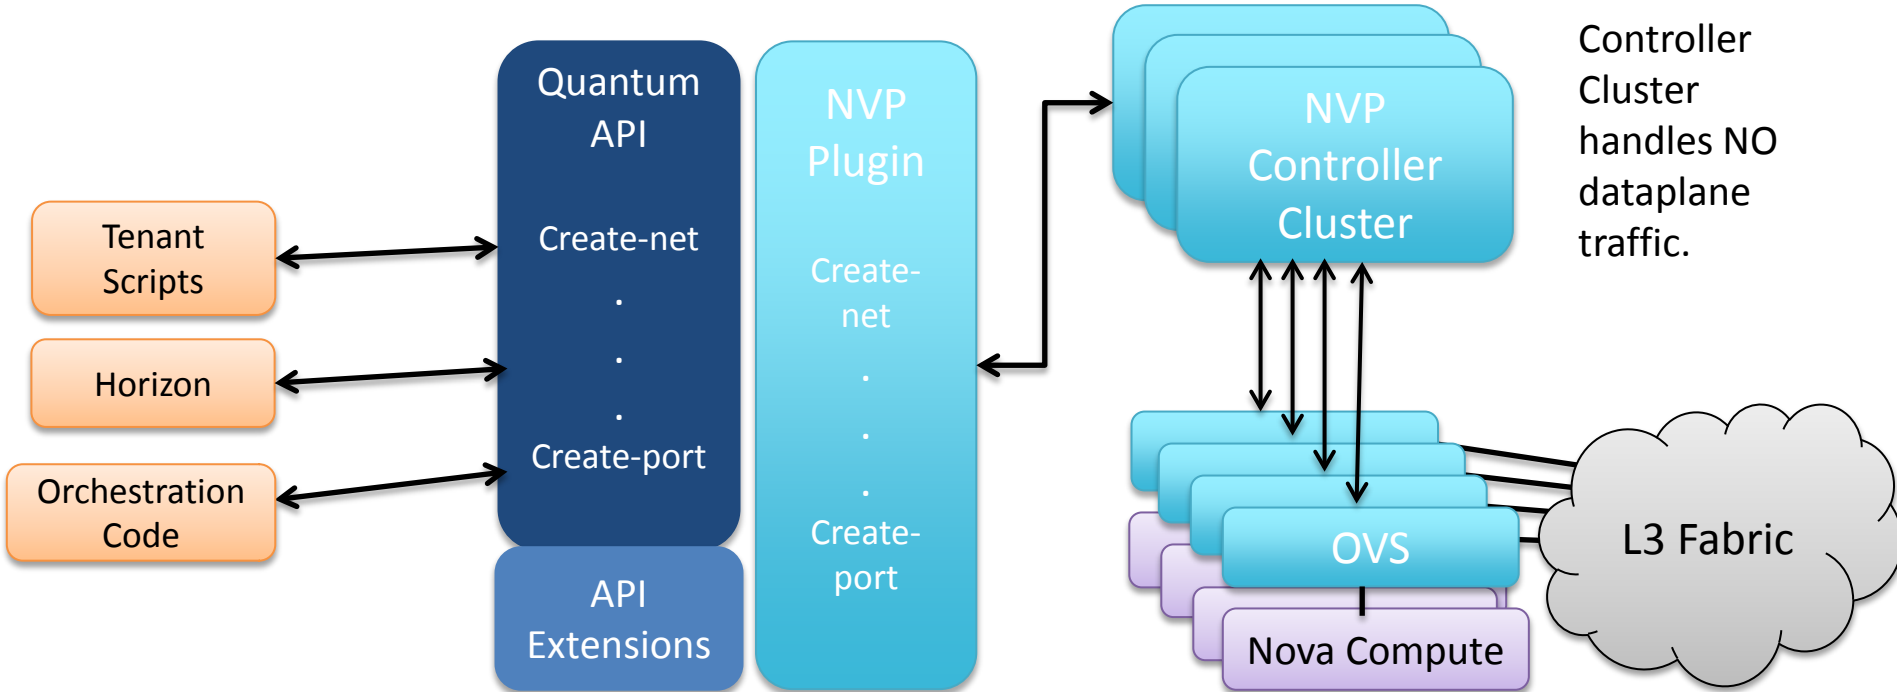 Tenant
Scripts
Horizon
Orchestration
Code
Quantum
API
Create-net
.
.
.
Create-port
API
Extensions
NVP
Plugin
Create-
net
.
.
.
Create-
port
NVP
Controller
Cluster
Controller
Cluster
handles NO
dataplane
traffic.
OVS
Nova Compute
L3 Fabric